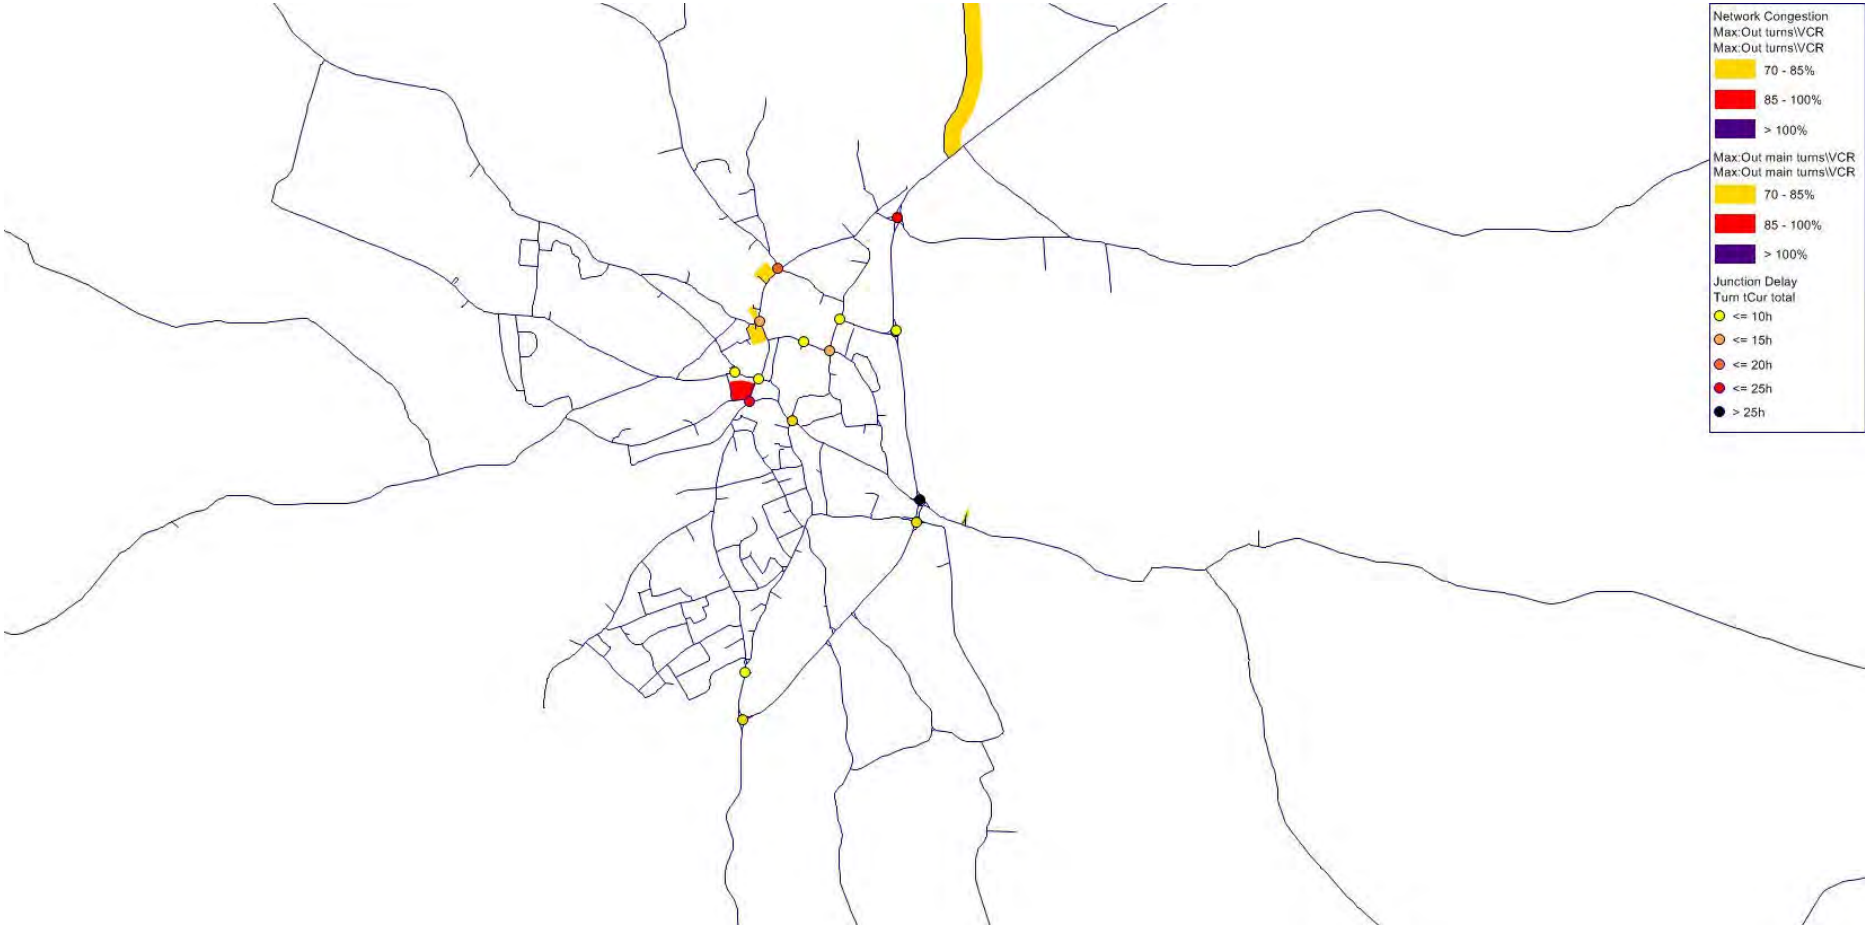 Network Congestion
Max:Out turns\VCR
Max:Out turns\VCR
70 - 85%
85 - 100%
> 100%
Max:Out main turns\VCR
Max:Out main turns\VCR
70 - 85%
85 - 100%
> 100%
Junction Delay
Turn tCur total
<= 10h
<= 15h
<= 20h
<= 25h
> 25h